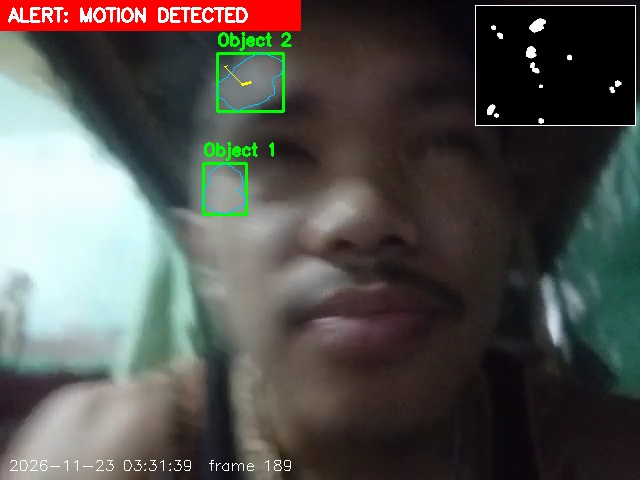 ALERT: MOTION DETECTED
Object 2
Object 1
2026-11-23 03:31:39 frame 189